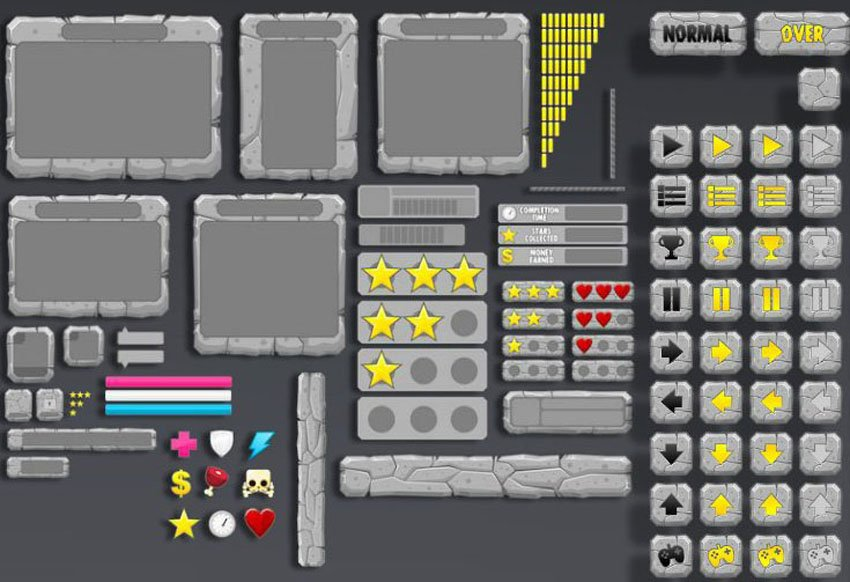 NORMAL
OVER
COMPLETION
TIME
STARS
COLLECTED
$
MONEY
EARNED
$